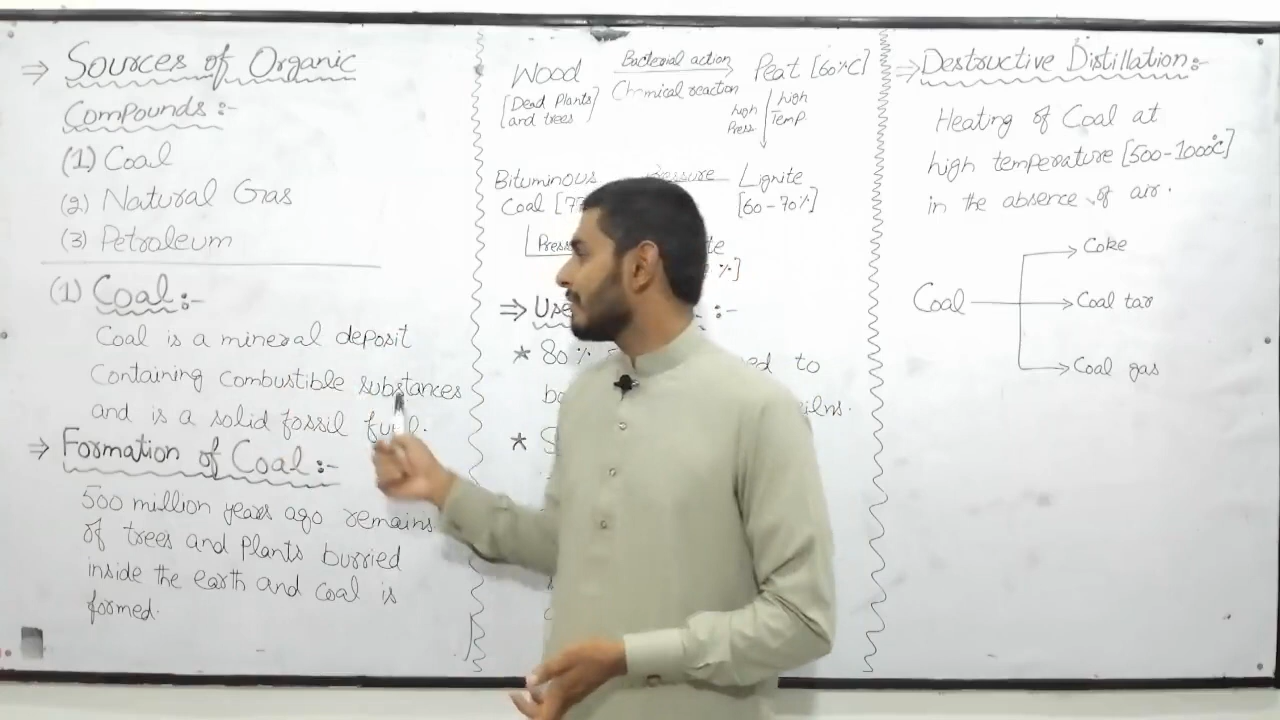 ⇒ Sources of Organic
Compounds :-
(1) Coal
(2) Natural Gas
(3) Petroleum
(1) Coal :-
Coal is a mineral deposit
Containing Combustible substances
and is a solid fossil fuel.
⇒ Formation of Coal :-
500 million years ago remains
of trees and plants burried
inside the earth and coal is
formed.
Wood Bacterial action Peat [60%C]
[Dead Plants Chemical reaction
and trees]
high high
Press Temp
Bituminous Pressure Lignite
Coal [60-70%]
%]
⇒ :-
* 80% to
*
⇒ Destructive Distillation :-
Heating of Coal at
high temperature [500-1000°C]
in the absence of air.
Coke
Coal Coal tar
Coal gas